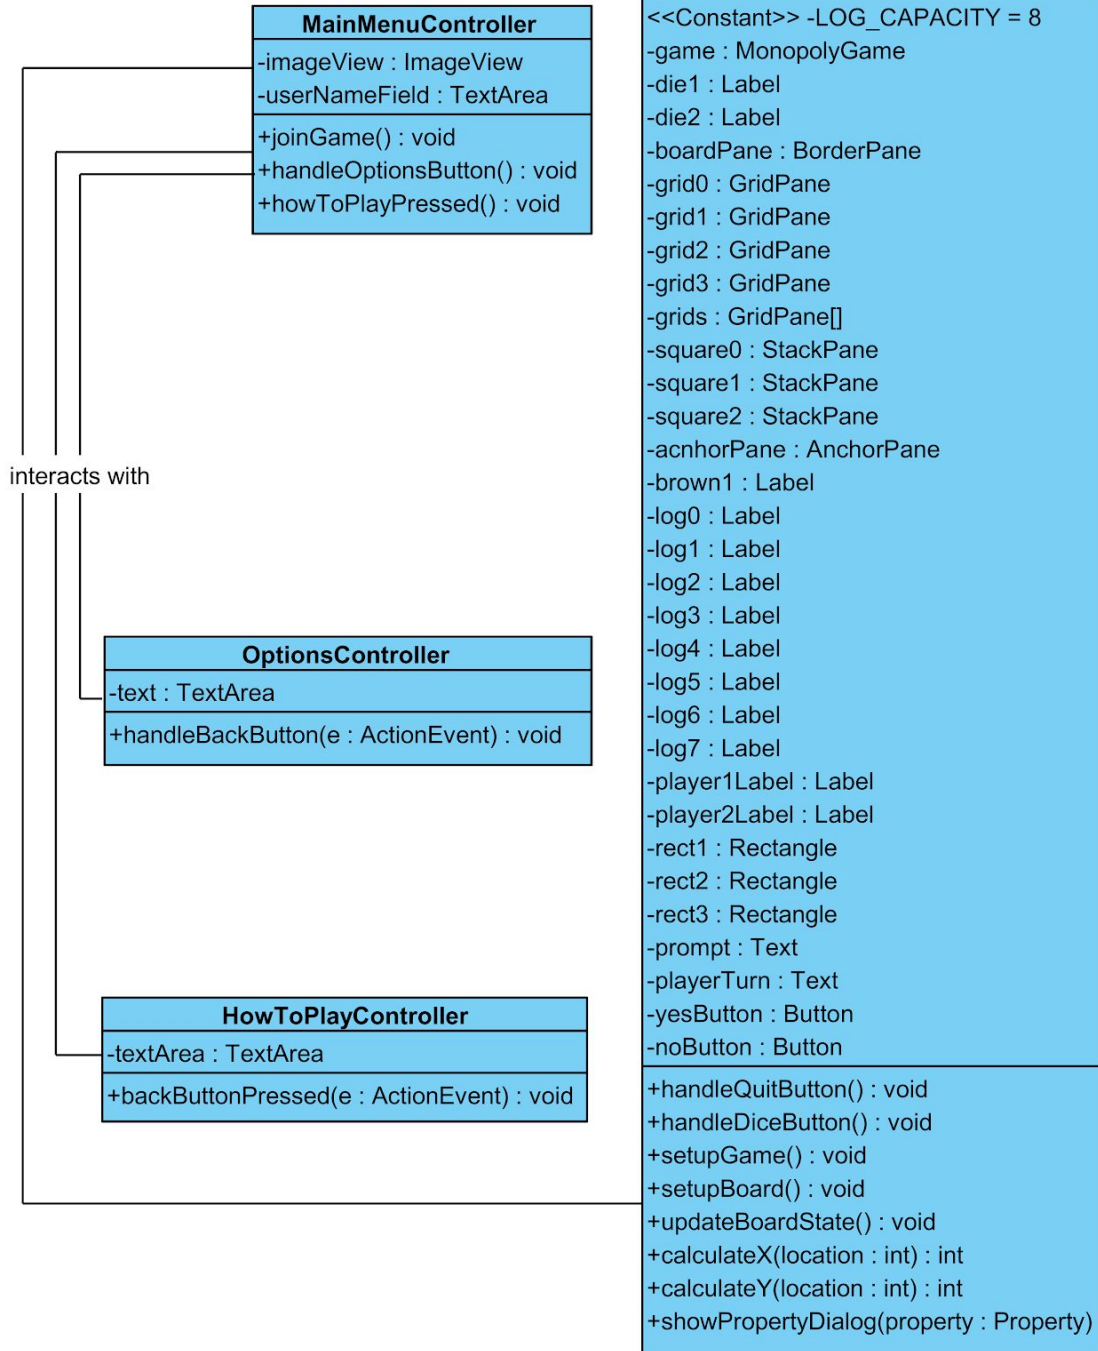 MainMenuController
-imageView : ImageView
-userNameField : TextArea
+joinGame() : void
+handleOptionsButton() : void
+howToPlayPressed() : void
interacts with
OptionsController
-text : TextArea
+handleBackButton(e : ActionEvent) : void
HowToPlayController
-textArea : TextArea
+backButtonPressed(e : ActionEvent) : void
<<Constant>> -LOG_CAPACITY = 8
-game : MonopolyGame
-die1 : Label
-die2 : Label
-boardPane : BorderPane
-grid0 : GridPane
-grid1 : GridPane
-grid2 : GridPane
-grid3 : GridPane
-grids : GridPane[]
-square0 : StackPane
-square1 : StackPane
-square2 : StackPane
-acnhorPane : AnchorPane
-brown1 : Label
-log0 : Label
-log1 : Label
-log2 : Label
-log3 : Label
-log4 : Label
-log5 : Label
-log6 : Label
-log7 : Label
-player1Label : Label
-player2Label : Label
-rect1 : Rectangle
-rect2 : Rectangle
-rect3 : Rectangle
-prompt : Text
-playerTurn : Text
-yesButton : Button
-noButton : Button
+handleQuitButton() : void
+handleDiceButton() : void
+setupGame() : void
+setupBoard() : void
+updateBoardState() : void
+calculateX(location : int) : int
+calculateY(location : int) : int
+showPropertyDialog(property : Property)